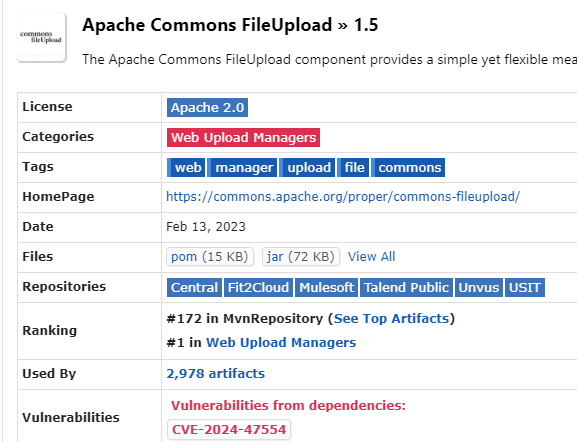 commons
fileUpload
Apache Commons FileUpload » 1.5
The Apache Commons FileUpload component provides a simple yet flexible
License Apache 2.0
Categories Web Upload Managers
Tags web manager upload file commons
HomePage https://commons.apache.org/proper/commons-fileupload/
Date Feb 13, 2023
Files pom (15 KB) jar (72 KB) View All
Repositories Central Fit2Cloud Mulesoft Talend Public Unvus USIT
Ranking #172 in MvnRepository (See Top Artifacts)
#1 in Web Upload Managers
Used By 2,978 artifacts
Vulnerabilities Vulnerabilities from dependencies:
CVE-2024-47554